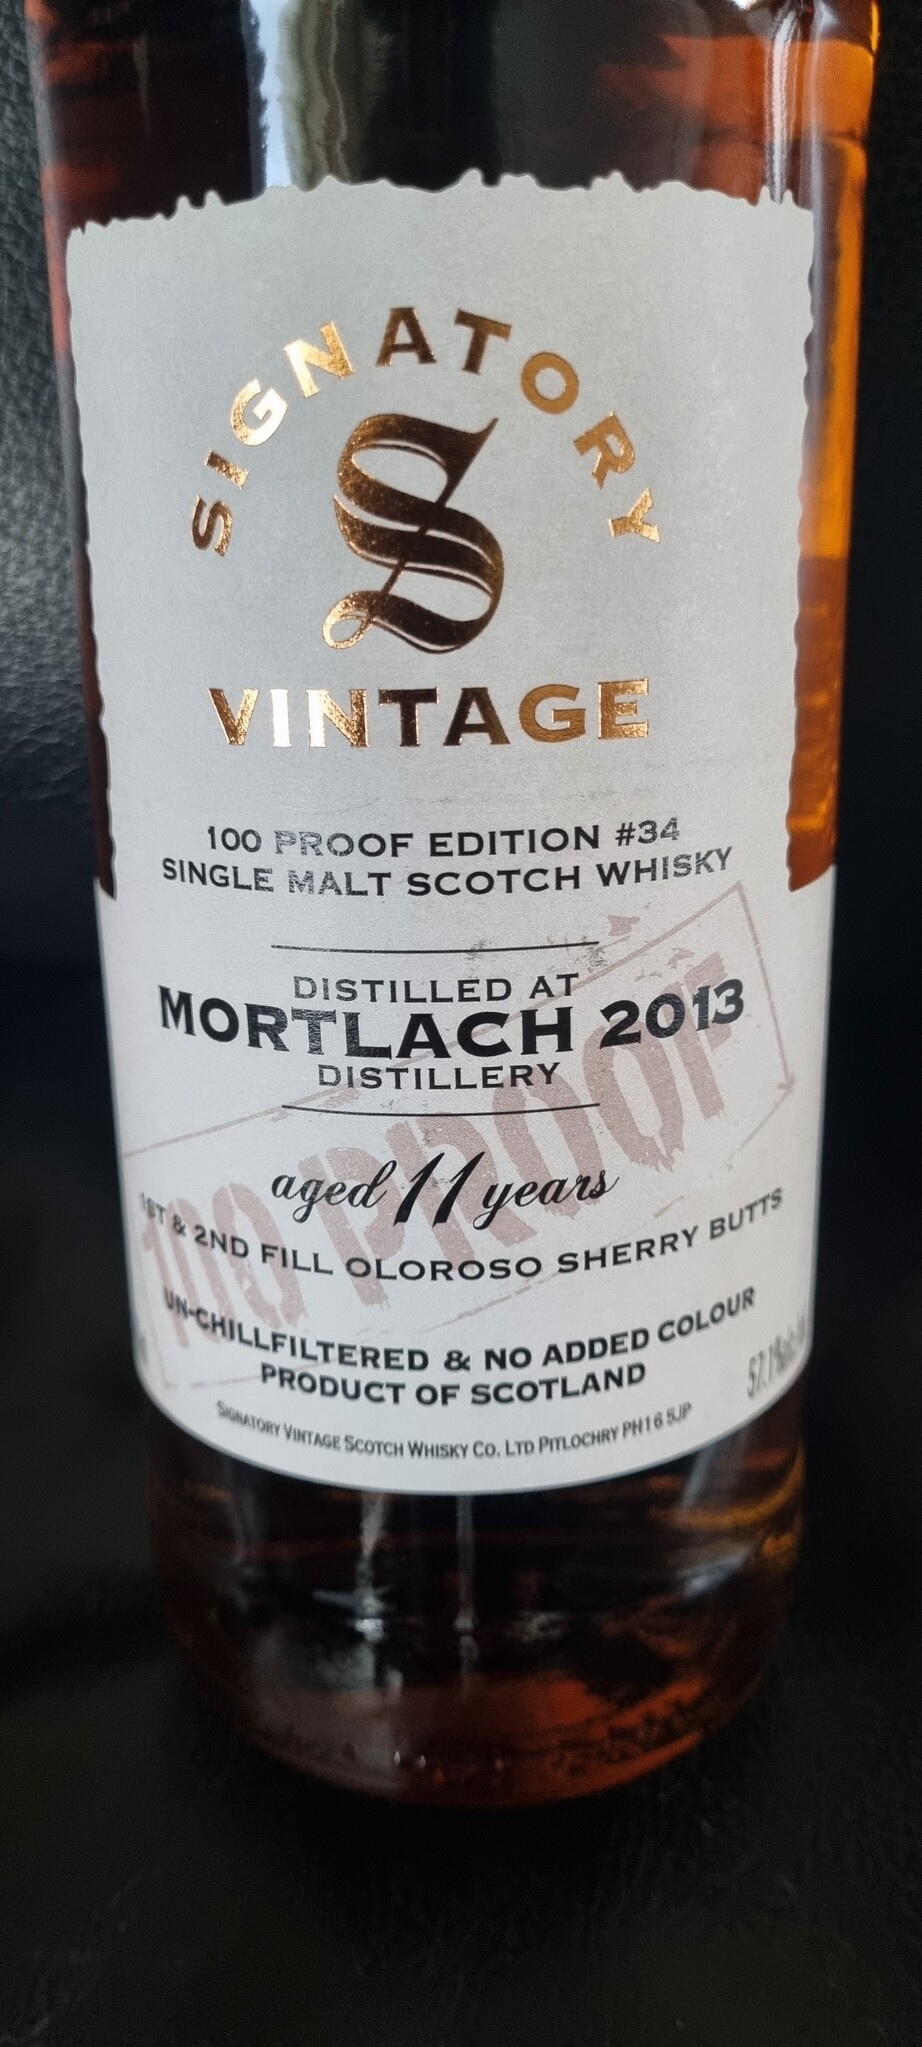 SIGNATORY
S
VINTAGE
100 PROOF EDITION #34
SINGLE MALT SCOTCH WHISKY
DISTILLED AT
MORTLACH 2013
DISTILLERY
100 PROOF
aged 11 years
1ST & 2ND FILL OLOROSO SHERRY BUTTS
UN-CHILLFILTERED & NO ADDED COLOUR
PRODUCT OF SCOTLAND
57.1%
SIGNATORY VINTAGE SCOTCH WHISKY CO. LTD PITLOCHRY PH16 5JP